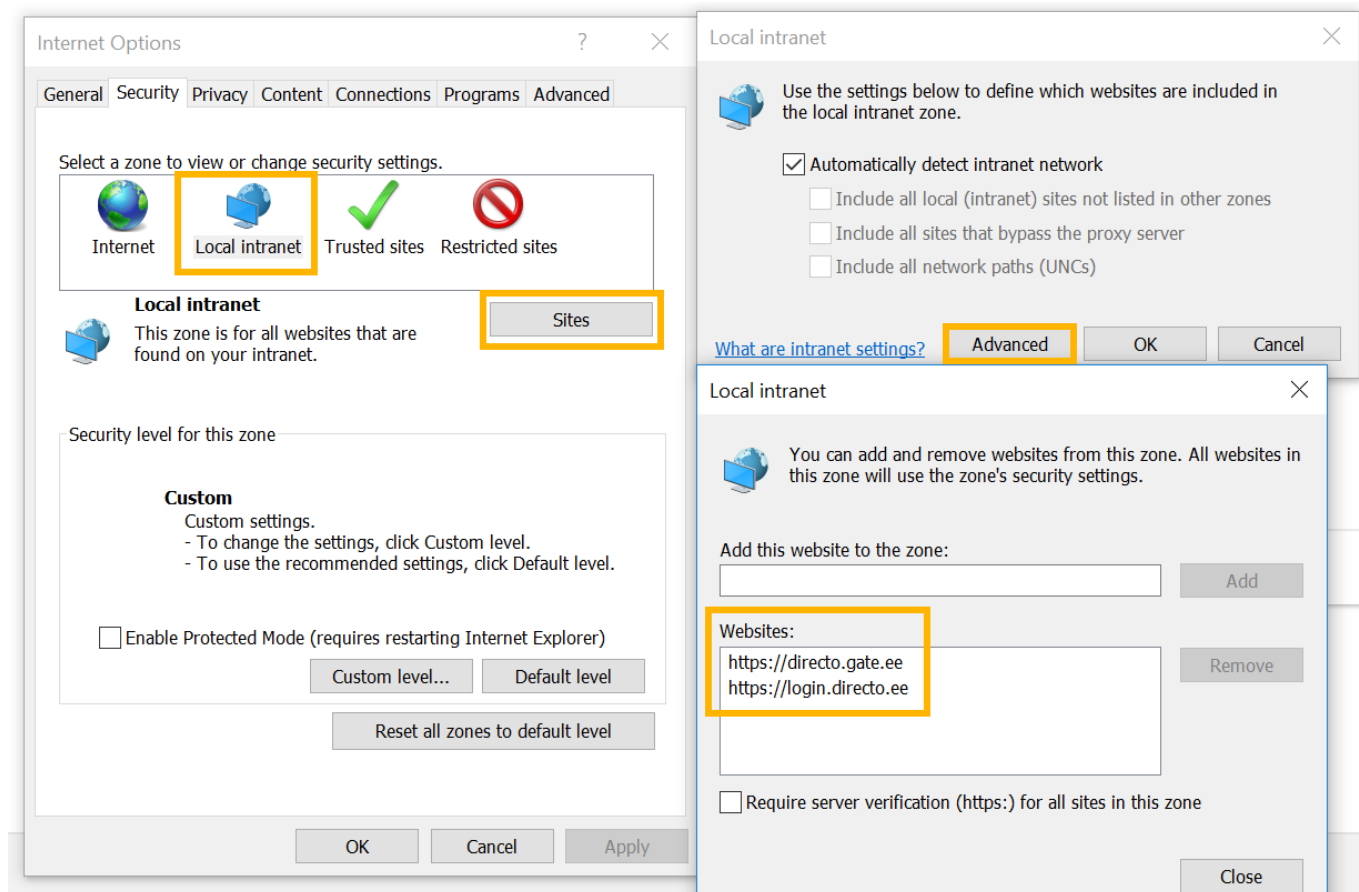 Internet Options
?
General Security Privacy Content Connections Programs Advanced
Select a zone to view or change security settings.
Internet Local intranet Trusted sites Restricted sites
Local intranet
This zone is for all websites that are
found on your intranet.
Sites
Security level for this zone
Custom
Custom settings.
- To change the settings, click Custom level.
- To use the recommended settings, click Default level.
Enable Protected Mode (requires restarting Internet Explorer)
Custom level... Default level
Reset all zones to default level
OK Cancel Apply
Local intranet
Use the settings below to define which websites are included in
the local intranet zone.
Automatically detect intranet network
Include all local (intranet) sites not listed in other zones
Include all sites that bypass the proxy server
Include all network paths (UNCs)
What are intranet settings? Advanced OK Cancel
Local intranet
You can add and remove websites from this zone. All websites in
this zone will use the zone's security settings.
Add this website to the zone:
Add
Websites:
https://directo.gate.ee
https://login.directo.ee
Remove
Require server verification (https:) for all sites in this zone
Close